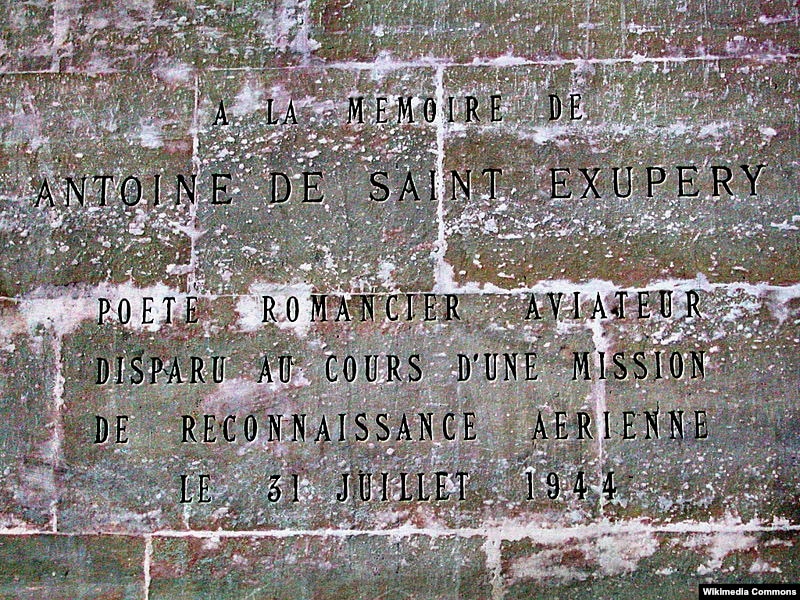 A LA MEMOIRE DE
ANTOINE DE SAINT EXUPERY
POETE ROMANCIER AVIATEUR
DISPARU AU COURS D'UNE MISSION
DE RECONNAISSANCE AERIENNE
LE 31 JUILLET 1944
Wikimedia Commons